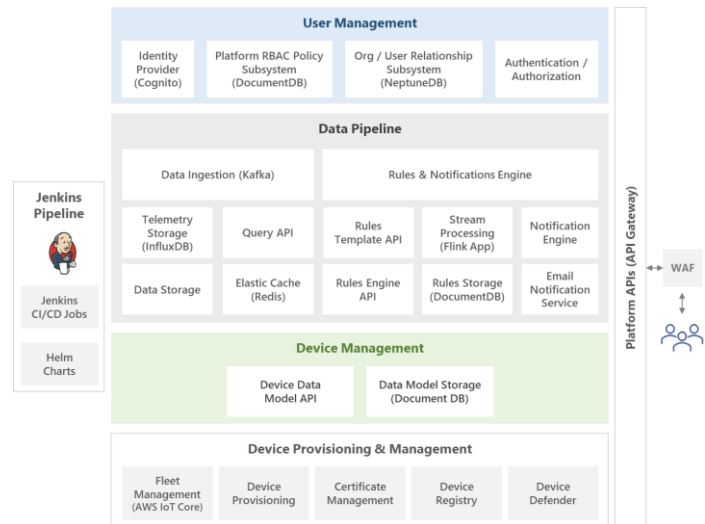 User Management
Identity
Provider
(Cognito)
Platform RBAC Policy
Subsystem
(DocumentDB)
Org / User Relationship
Subsystem
(NeptuneDB)
Authentication /
Authorization
Data Pipeline
Data Ingestion (Kafka)
Rules & Notifications Engine
Telemetry
Storage
(InfluxDB)
Query API
Rules
Template API
Stream
Processing
(Flink App)
Notification
Engine
Data Storage
Elastic Cache
(Redis)
Rules Engine
API
Rules Storage
(DocumentDB)
Email
Notification
Service
Device Management
Device Data
Model API
Data Model Storage
(Document DB)
Device Provisioning & Management
Fleet
Management
(AWS IoT Core)
Device
Provisioning
Certificate
Management
Device
Registry
Device
Defender
Jenkins
Pipeline
Jenkins
CI/CD Jobs
Helm
Charts
Platform APIs (API Gateway)
WAF